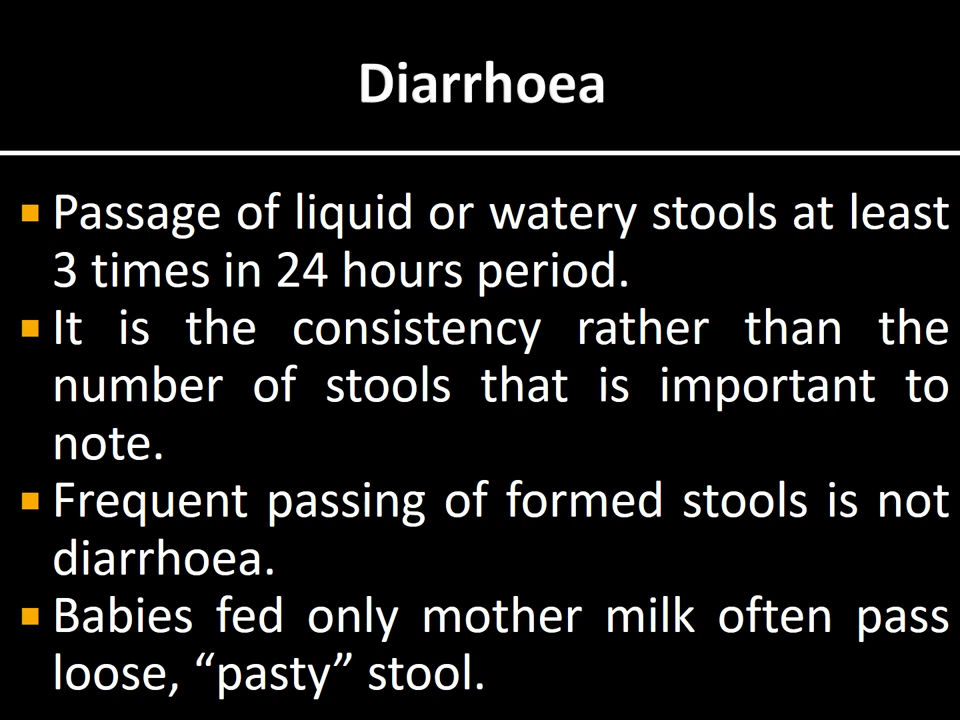 Diarrhoea
▪ Passage of liquid or watery stools at least
3 times in 24 hours period.
▪ It is the consistency rather than the
number of stools that is important to
note.
▪ Frequent passing of formed stools is not
diarrhoea.
▪ Babies fed only mother milk often pass
loose, “pasty” stool.